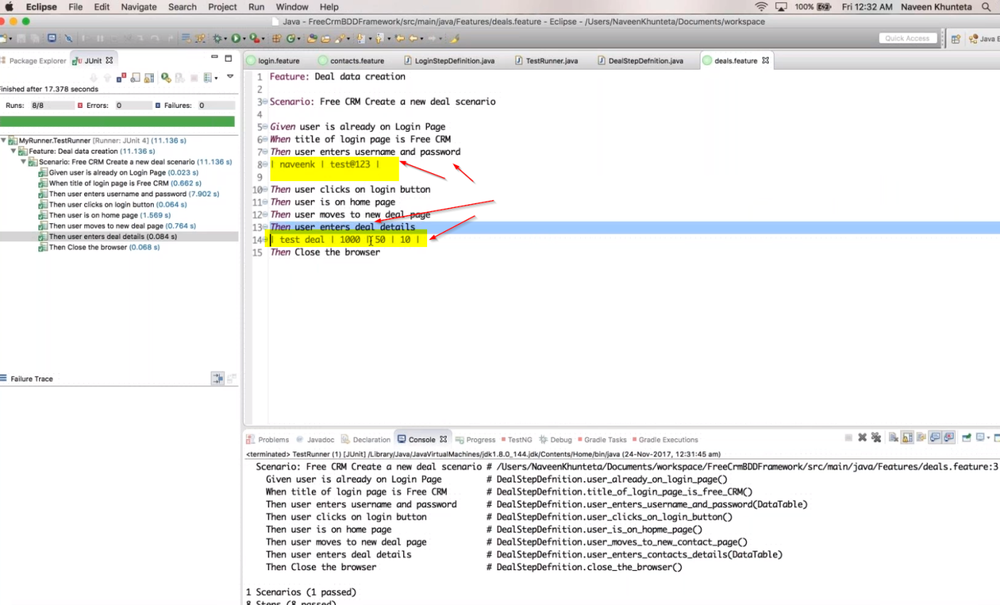 Eclipse File Edit Navigate Search Project Run Window Help 100% Fri 12:32 AM Naveen Khunteta
Java - FreeCrmBDDFramework/src/main/java/Features/deals.feature - Eclipse - /Users/NaveenKhunteta/Documents/workspace
Quick Access Java E
Package Explorer JUnit
Finished after 17.378 seconds
Runs: 8/8 Errors: 0 Failures: 0
MyRunner.TestRunner [Runner: JUnit 4] (11.136 s)
Feature: Deal data creation (11.136 s)
Scenario: Free CRM Create a new deal scenario (11.136 s)
Given user is already on Login Page (0.023 s)
When title of login page is Free CRM (0.662 s)
Then user enters username and password (7.902 s)
Then user clicks on login button (0.064 s)
Then user is on home page (1.569 s)
Then user moves to new deal page (0.764 s)
Then user enters deal details (0.084 s)
Then Close the browser (0.068 s)
Failure Trace
login.feature contacts.feature LoginStepDefinition.java TestRunner.java DealStepDefnition.java deals.feature
1 Feature: Deal data creation
2
3 Scenario: Free CRM Create a new deal scenario
4
5 Given user is already on Login Page
6 When title of login page is Free CRM
7 Then user enters username and password
8 | naveenk | test@123 |
9
10 Then user clicks on login button
11 Then user is on home page
12 Then user moves to new deal page
13 Then user enters deal details
14 | test deal | 1000 | 50 | 10 |
15 Then Close the browser
Problems Javadoc Declaration Console Progress TestNG Debug Gradle Tasks Gradle Executions
<terminated> TestRunner (1) [JUnit] /Library/Java/JavaVirtualMachines/jdk1.8.0_144.jdk/Contents/Home/bin/java (24-Nov-2017, 12:31:45 am)
Scenario: Free CRM Create a new deal scenario # /Users/NaveenKhunteta/Documents/workspace/FreeCrmBDDFramework/src/main/java/Features/deals.feature:3
Given user is already on Login Page # DealStepDefnition.user_already_on_login_page()
When title of login page is Free CRM # DealStepDefnition.title_of_login_page_is_free_CRM()
Then user enters username and password # DealStepDefnition.user_enters_username_and_password(DataTable)
Then user clicks on login button # DealStepDefnition.user_clicks_on_login_button()
Then user is on home page # DealStepDefnition.user_is_on_hopme_page()
Then user moves to new deal page # DealStepDefnition.user_moves_to_new_contact_page()
Then user enters deal details # DealStepDefnition.user_enters_contacts_details(DataTable)
Then Close the browser # DealStepDefnition.close_the_browser()
1 Scenarios (1 passed)
8 Steps (8 passed)